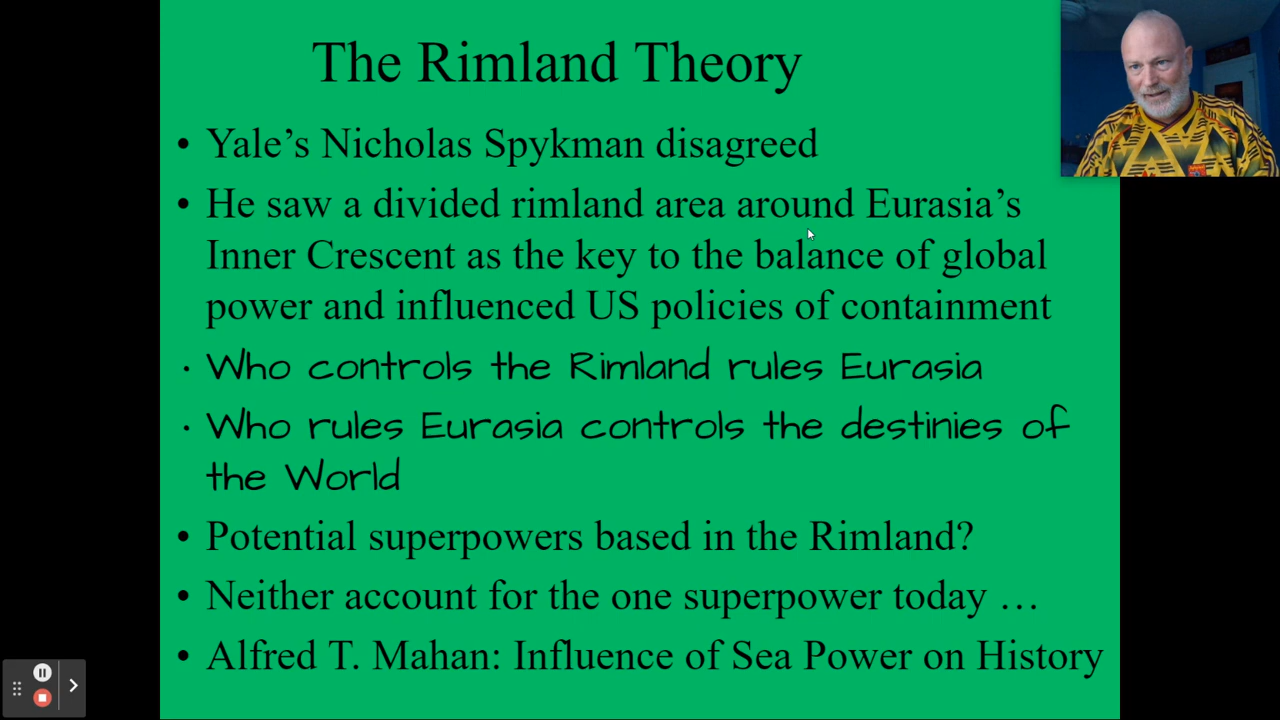 The Rimland Theory
• Yale’s Nicholas Spykman disagreed
• He saw a divided rimland area around Eurasia’s
Inner Crescent as the key to the balance of global
power and influenced US policies of containment
• Who controls the Rimland rules Eurasia
• Who rules Eurasia controls the destinies of
the World
• Potential superpowers based in the Rimland?
• Neither account for the one superpower today …
• Alfred T. Mahan: Influence of Sea Power on History